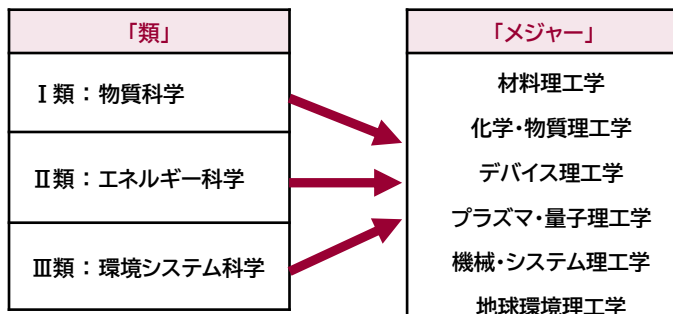 「類」
Ⅰ類：物質科学
Ⅱ類：エネルギー科学
Ⅲ類：環境システム科学
「メジャー」
材料理工学
化学・物質理工学
デバイス理工学
プラズマ・量子理工学
機械・システム理工学
地球環境理工学